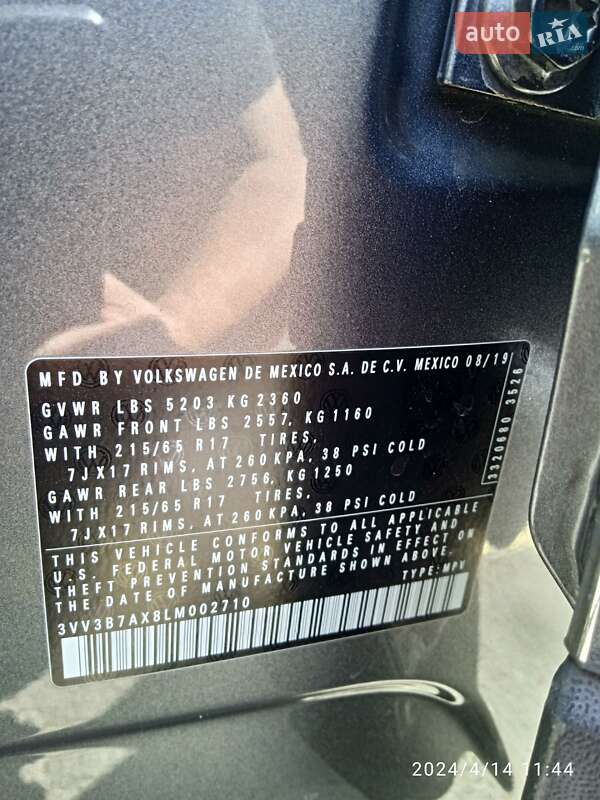 auto RIA.com
MFD BY VOLKSWAGEN DE MEXICO S.A. DE C.V. MEXICO 08/19
GVWR LBS 5203 KG 2360
GAWR FRONT LBS 2557, KG 1160
WITH 215/65 R17 TIRES,
7JX17 RIMS, AT 260 KPA, 38 PSI COLD
GAWR REAR LBS 2756, KG 1250
WITH 215/65 R17 TIRES,
7JX17 RIMS, AT 260 KPA, 38 PSI COLD
THIS VEHICLE CONFORMS TO ALL APPLICABLE
U.S. FEDERAL MOTOR VEHICLE SAFETY AND
THEFT PREVENTION STANDARDS IN EFFECT ON
THE DATE OF MANUFACTURE SHOWN ABOVE.
TYPE: MPV
3VV3B7AX8LM002710
3320680 3526
2024/4/14 11:44